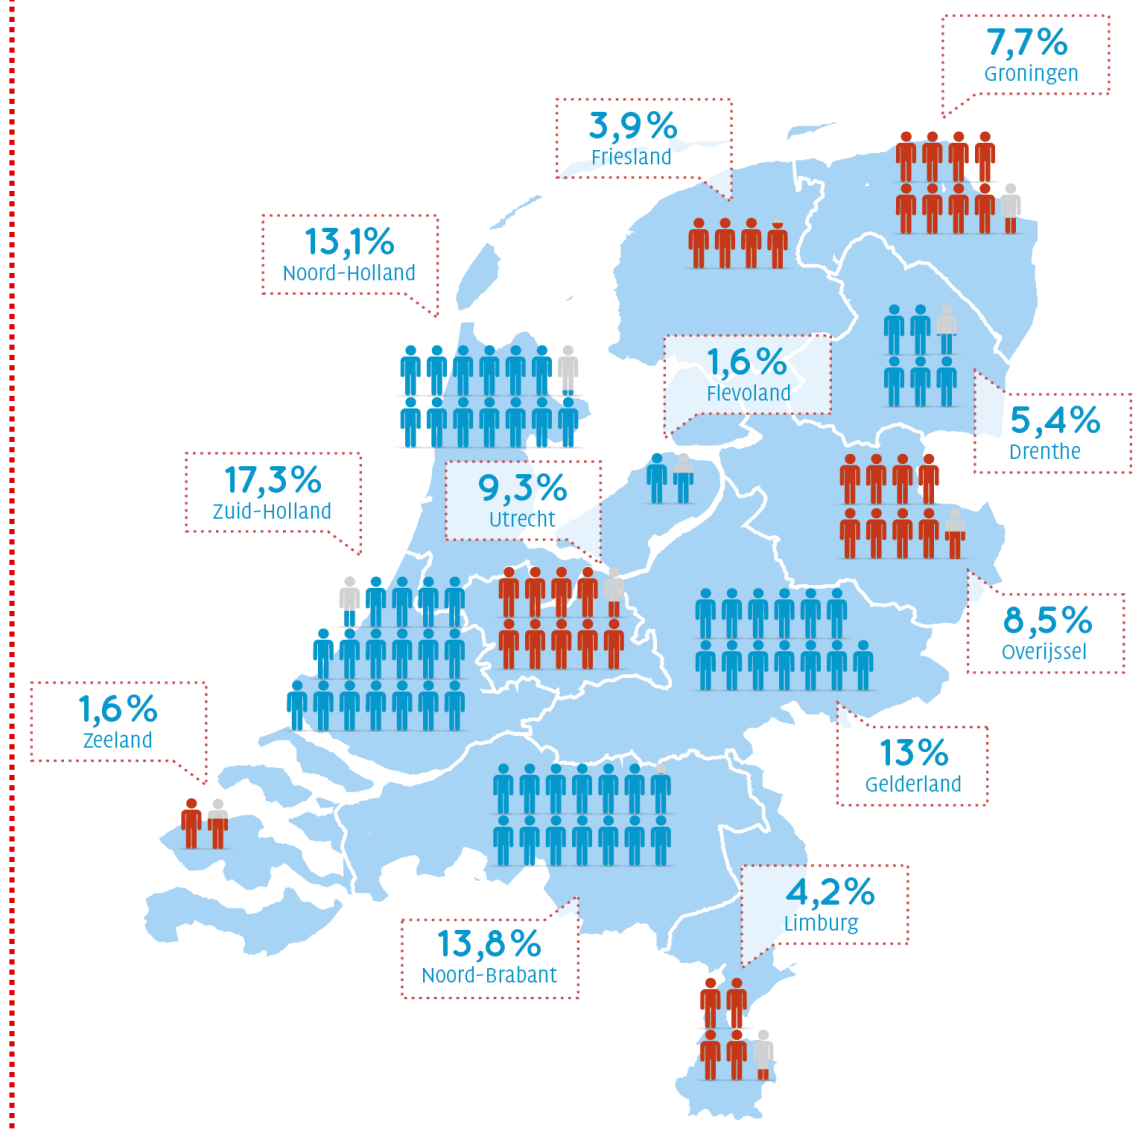 7,7%
Groningen
3,9%
Friesland
13,1%
Noord-Holland
1,6%
Flevoland
5,4%
Drenthe
17,3%
Zuid-Holland
9,3%
Utrecht
8,5%
Overijssel
1,6%
Zeeland
13%
Gelderland
4,2%
Limburg
13,8%
Noord-Brabant